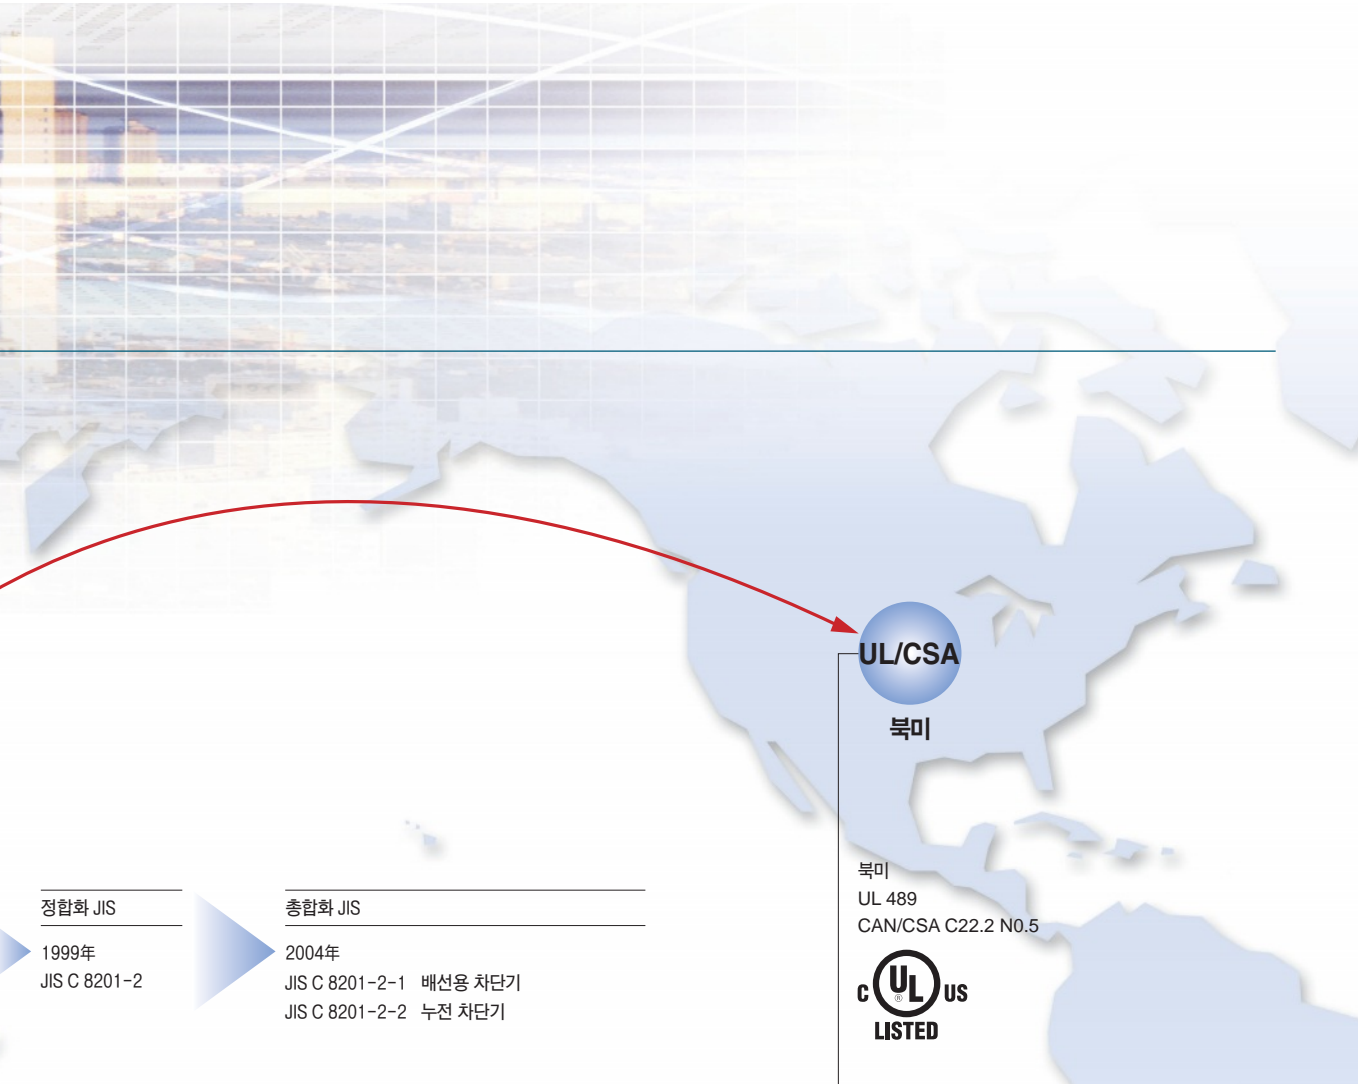 UL/CSA
북미
정합화 JIS
1999年
JIS C 8201-2
총합화 JIS
2004年
JIS C 8201-2-1 배선용 차단기
JIS C 8201-2-2 누전 차단기
북미
UL 489
CAN/CSA C22.2 N0.5
C UL ® US
LISTED